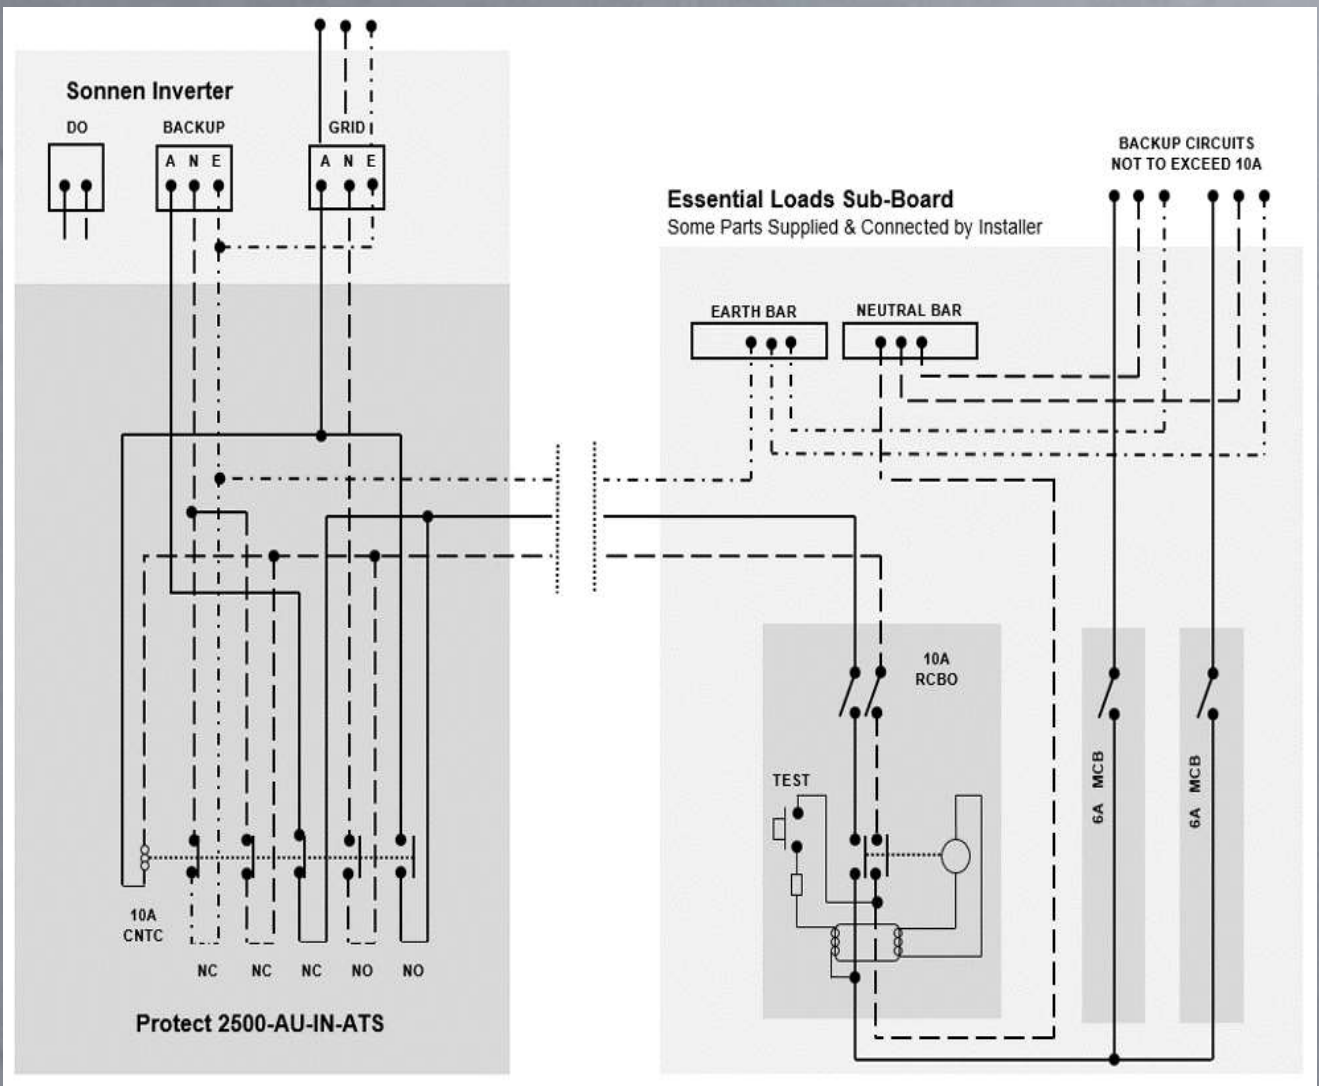 Sonnen Inverter
DO
BACKUP
GRID
A N E
A N E
BACKUP CIRCUITS
NOT TO EXCEED 10A
Essential Loads Sub-Board
Some Parts Supplied & Connected by Installer
EARTH BAR
NEUTRAL BAR
10A
RCBO
TEST
6A MCB
6A MCB
10A
CNTC
NC
NC
NC
NO
NO
Protect 2500-AU-IN-ATS